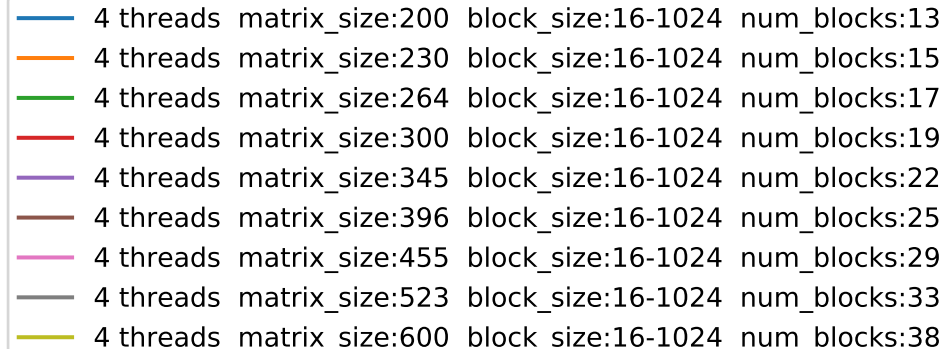 4 threads  matrix_size:200  block_size:16-1024  num_blocks:13
4 threads  matrix_size:230  block_size:16-1024  num_blocks:15
4 threads  matrix_size:264  block_size:16-1024  num_blocks:17
4 threads  matrix_size:300  block_size:16-1024  num_blocks:19
4 threads  matrix_size:345  block_size:16-1024  num_blocks:22
4 threads  matrix_size:396  block_size:16-1024  num_blocks:25
4 threads  matrix_size:455  block_size:16-1024  num_blocks:29
4 threads  matrix_size:523  block_size:16-1024  num_blocks:33
4 threads  matrix_size:600  block_size:16-1024  num_blocks:38